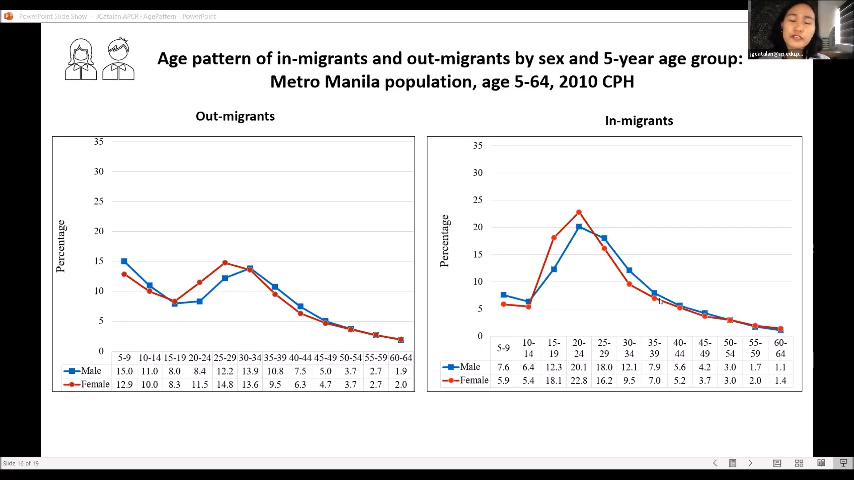 PowerPoint Slide Show - JCatalan APCR - AgePattern - PowerPoint
Age pattern of in-migrants and out-migrants by sex and 5-year age group:
Metro Manila population, age 5-64, 2010 CPH
Out-migrants
35
30
25
20
15
10
5
0
Percentage
5-9 10-14 15-19 20-24 25-29 30-34 35-39 40-44 45-49 50-54 55-59 60-64
Male 15.0 11.0 8.0 8.4 12.2 13.9 10.8 7.5 5.0 3.7 2.7 1.9
Female 12.9 10.0 8.3 11.5 14.8 13.6 9.5 6.3 4.7 3.7 2.7 2.0
In-migrants
35
30
25
20
15
10
5
0
Percentage
5-9 10-14 15-19 20-24 25-29 30-34 35-39 40-44 45-49 50-54 55-59 60-64
Male 7.6 6.4 12.3 20.1 18.0 12.1 7.9 5.6 4.2 3.0 1.7 1.1
Female 5.9 5.4 18.1 22.8 16.2 9.5 7.0 5.2 3.7 3.0 2.0 1.4
Slide 16 of 19